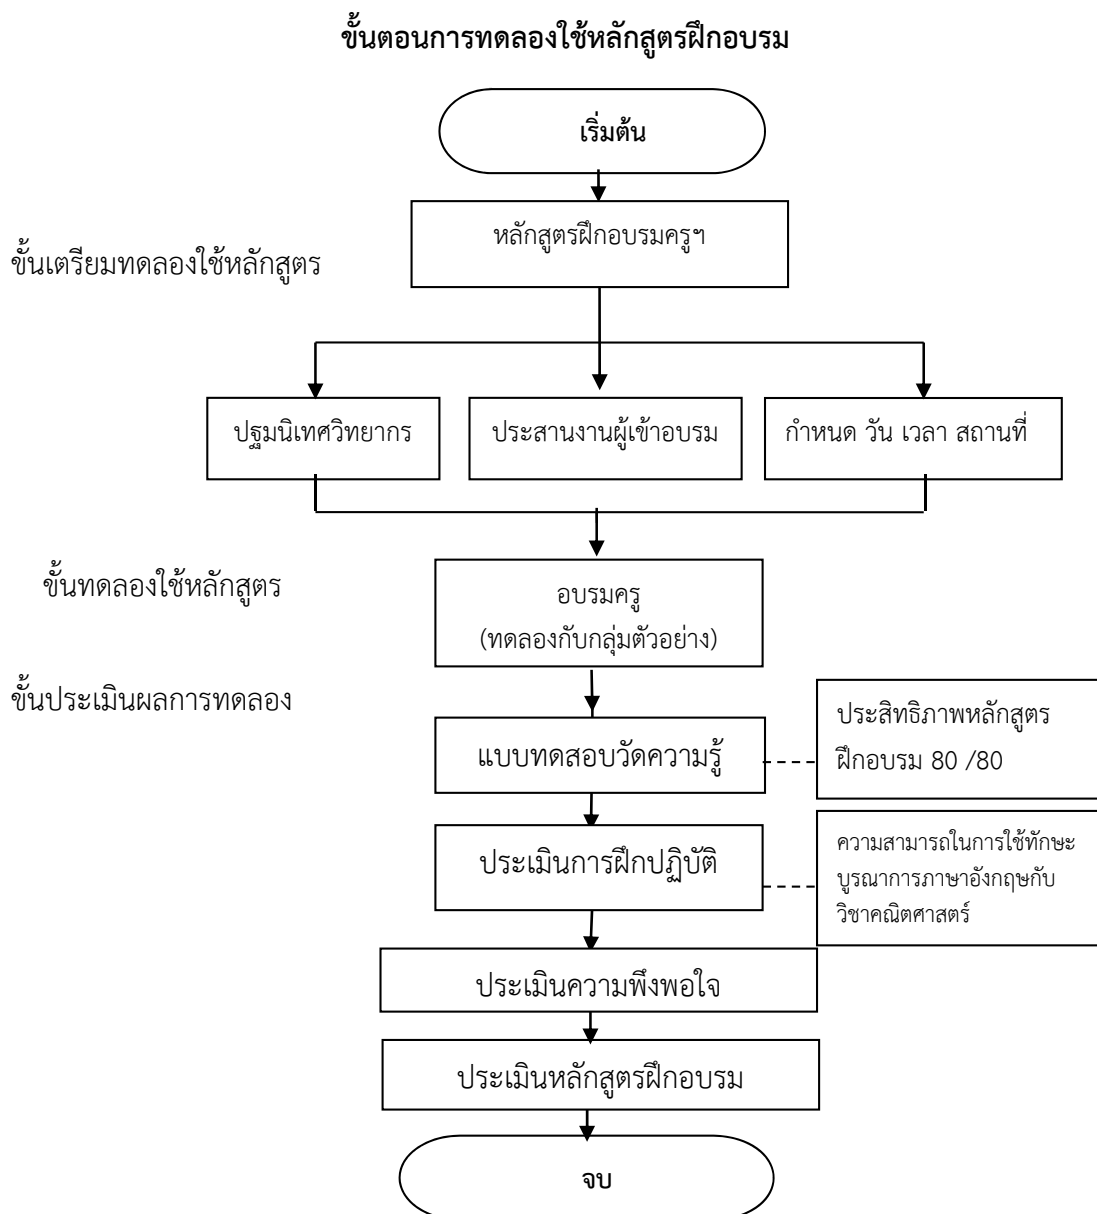 ขั้นตอนการทดลองใช้หลักสูตรฝึกอบรม
เริ่มต้น
หลักสูตรฝึกอบรมครูฯ
ขั้นเตรียมทดลองใช้หลักสูตร
ปฐมนิเทศวิทยากร
ประสานงานผู้เข้าอบรม
กำหนด วัน เวลา สถานที่
ขั้นทดลองใช้หลักสูตร
อบรมครู
(ทดลองกับกลุ่มตัวอย่าง)
ขั้นประเมินผลการทดลอง
แบบทดสอบวัดความรู้
ประสิทธิภาพหลักสูตร
ฝึกอบรม 80 /80
ประเมินการฝึกปฏิบัติ
ความสามารถในการใช้ทักษะ
บูรณาการภาษาอังกฤษกับ
วิชาคณิตศาสตร์
ประเมินความพึงพอใจ
ประเมินหลักสูตรฝึกอบรม
จบ